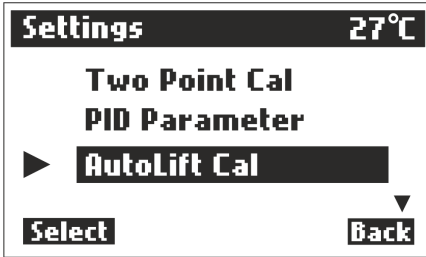 Settings 27°C
Two Point Cal
PID Parameter
AutoLift Cal
Select Back